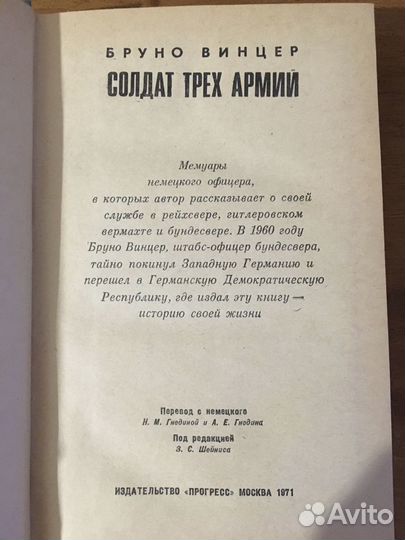 БРУНО ВИНЦЕР
СОЛДАТ ТРЕХ АРМИЙ
Мемуары
немецкого офицера,
в которых автор рассказывает о своей
службе в рейхсвере, гитлеровском
вермахте и бундесвере. В 1960 году
Бруно Винцер, штабс-офицер бундесвера,
тайно покинул Западную Германию и
перешел в Германскую Демократическую
Республику, где издал эту книгу —
историю своей жизни
Перевод с немецкого
Н. М. Гнединой и А. Е. Гнедина
Под редакцией
З. С. Шейниса
ИЗДАТЕЛЬСТВО «ПРОГРЕСС» МОСКВА 1971
Avito